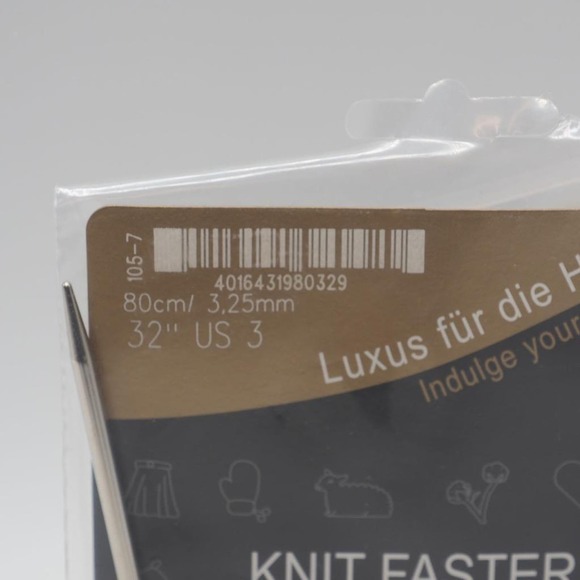 105-7
4016431980329
80cm/ 3,25mm
32" US 3
Luxus für die H
Indulge your
KNIT FASTER